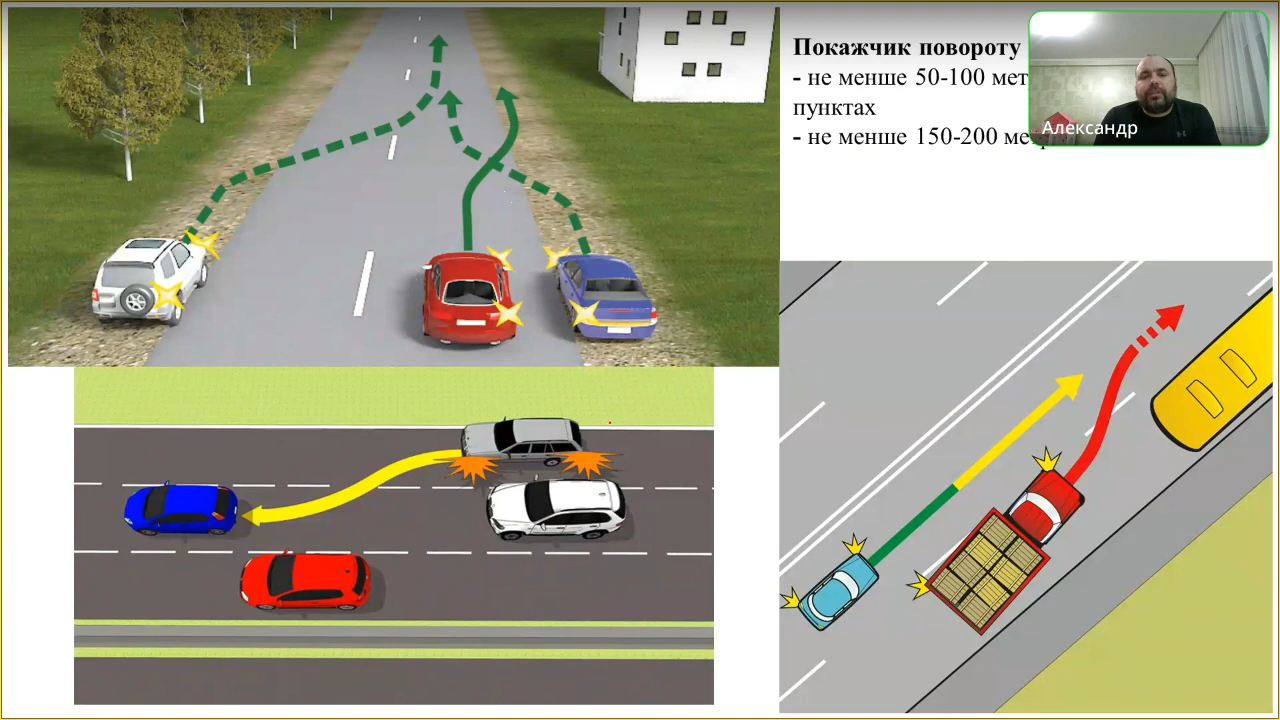 Покажчик повороту
- не менше 50-100
пунктах
- не менше 150-200
Александр